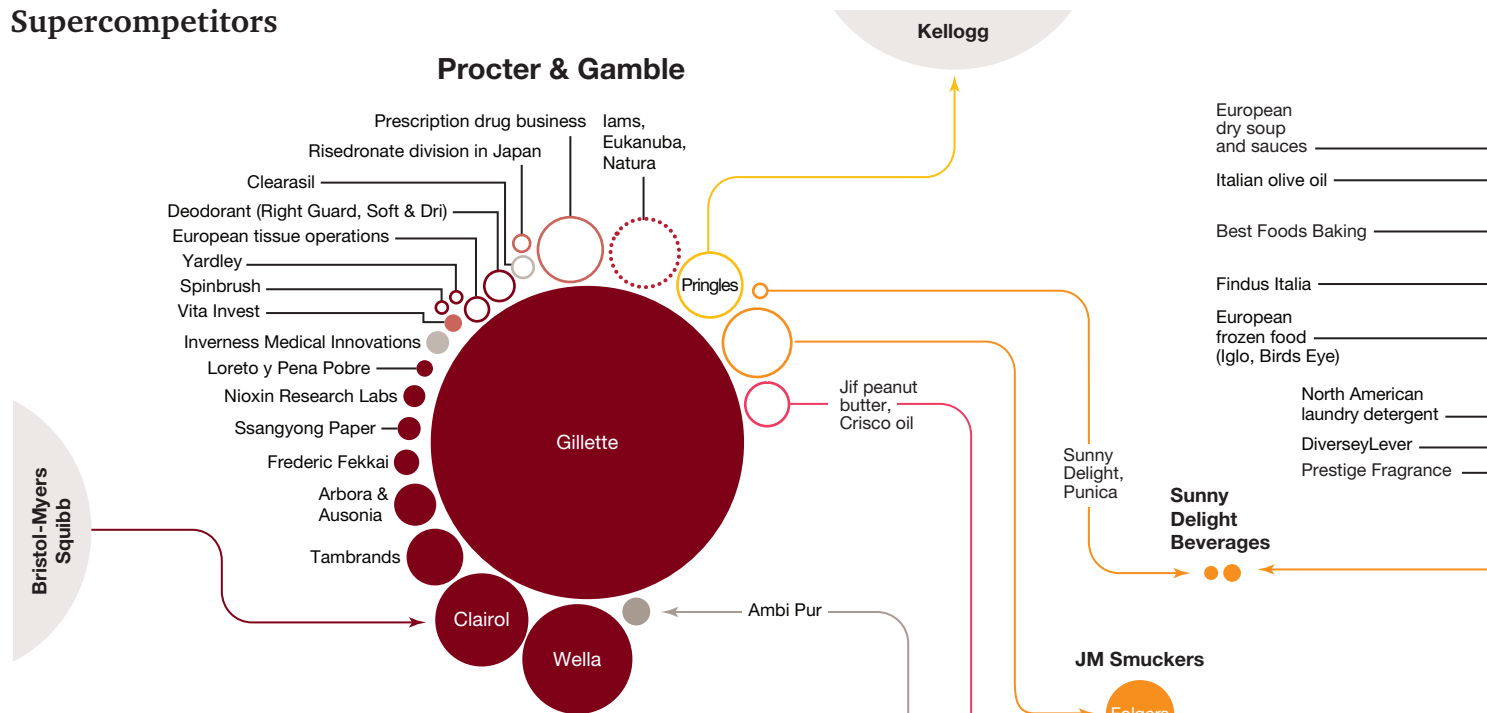 Supercompetitors
Kellogg
Procter & Gamble
Prescription drug business
Iams,
Eukanuba,
Natura
Risedronate division in Japan
Clearasil
Deodorant (Right Guard, Soft & Dri)
European tissue operations
Yardley
Spinbrush
Vita Invest
Inverness Medical Innovations
Loreto y Pena Pobre
Nioxin Research Labs
Ssangyong Paper
Frederic Fekkai
Arbora &
Ausonia
Tambrands
Clairol
Wella
Gillette
Pringles
Bristol-Myers
Squibb
Ambi Pur
Jif peanut
butter,
Crisco oil
Sunny
Delight,
Punica
Sunny
Delight
Beverages
JM Smuckers
Folgers
European
dry soup
and sauces
Italian olive oil
Best Foods Baking
Findus Italia
European
frozen food
(Iglo, Birds Eye)
North American
laundry detergent
DiverseyLever
Prestige Fragrance